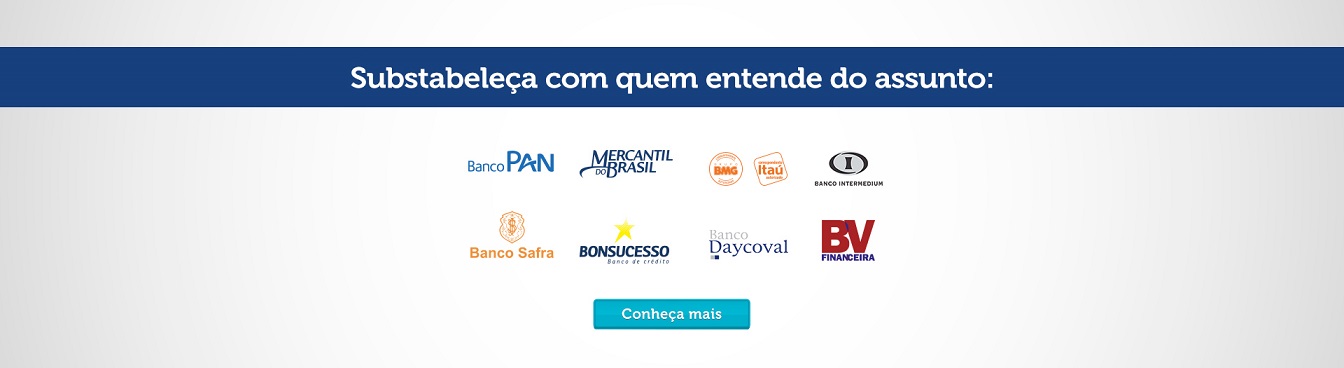 Substabeleça com quem entende do assunto:
Banco PAN
MERCANTIL
DO BRASIL
GRUPO
BMG
Itaú
BANCO INTERMEDIUM
Banco Safra
BONSUCESSO
Banco de crédito
Banco
Daycoval
BV
FINANCEIRA
Conheça mais